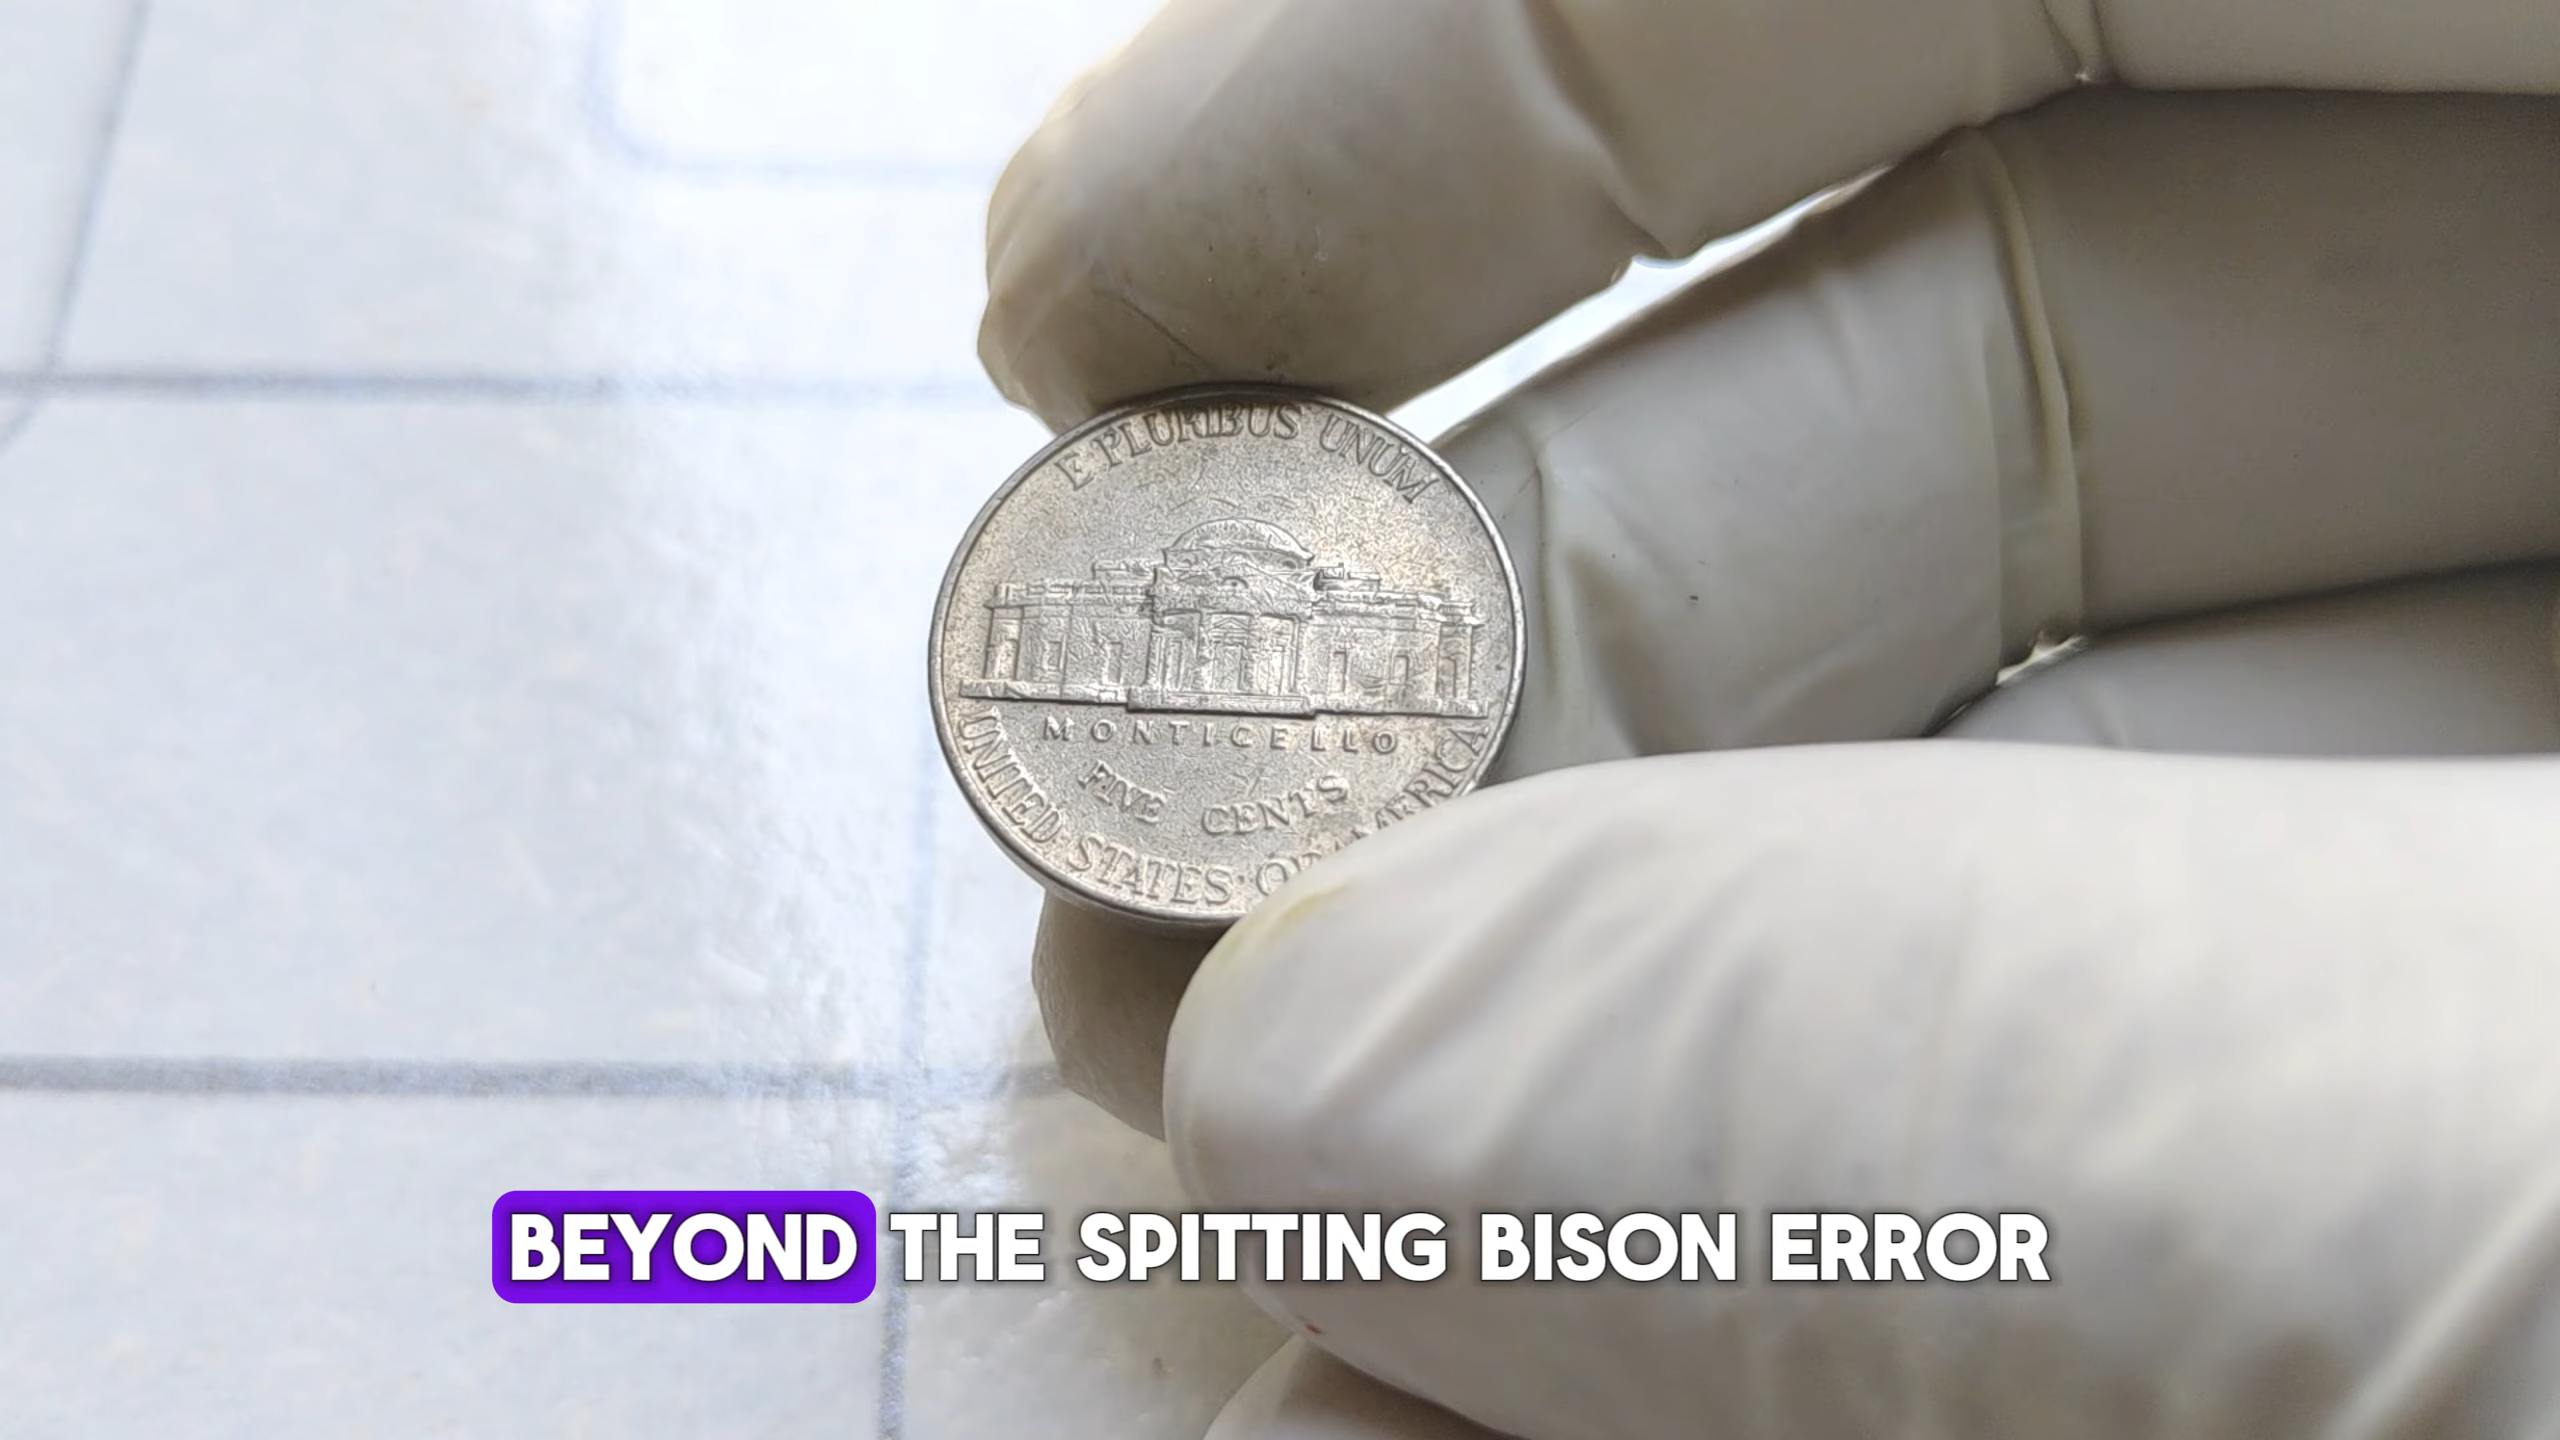 E PLURIBUS UNUM
MONTICELLO
FIVE CENTS
UNITED STATES OF AMERICA
BEYOND THE SPITTING BISON ERROR